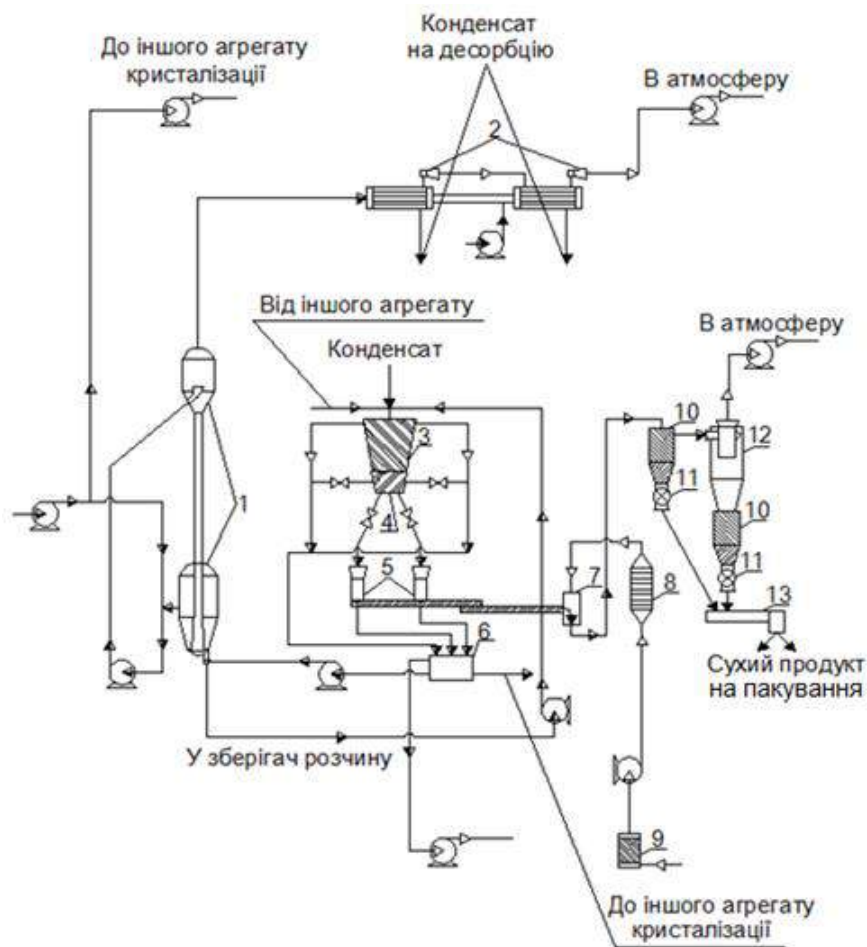 До іншого агрегату
кристалізації
Конденсат
на десорбцію
В атмосферу
2
Від іншого агрегату
Конденсат
В атмосферу
3
10
12
11
4
1
10
5
7
8
11
13
6
Сухий продукт
на пакування
У зберігач розчину
9
До іншого агрегату
кристалізації